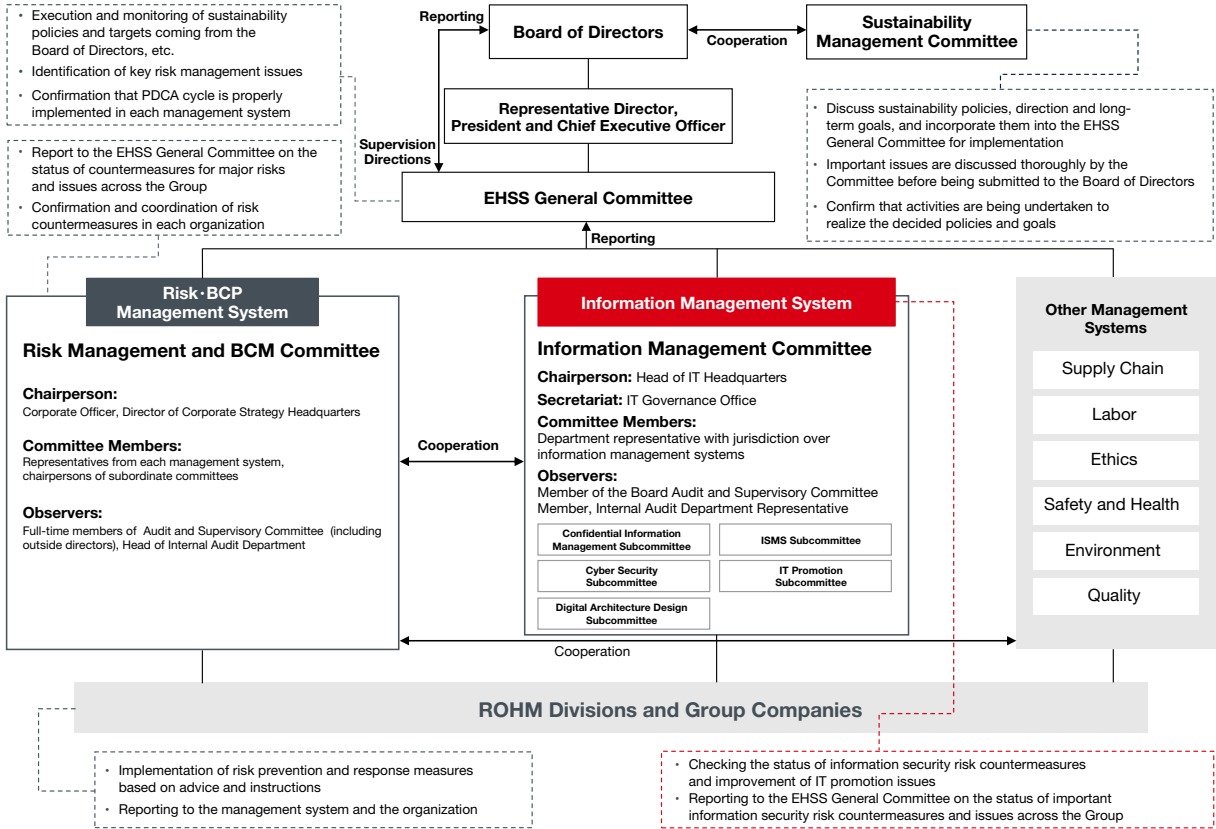 • Execution and monitoring of sustainability
policies and targets coming from the
Board of Directors, etc.
• Identification of key risk management issues
• Confirmation that PDCA cycle is properly
implemented in each management system
Reporting
Board of Directors
Cooperation
Sustainability
Management Committee
Representative Director,
President and Chief Executive Officer
Supervision
Directions
EHSS General Committee
• Discuss sustainability policies, direction and long-
term goals, and incorporate them into the EHSS
General Committee for implementation
• Important issues are discussed thoroughly by the
Committee before being submitted to the Board of Directors
• Confirm that activities are being undertaken to
realize the decided policies and goals
• Report to the EHSS General Committee on the
status of countermeasures for major risks
and issues across the Group
• Confirmation and coordination of risk
countermeasures in each organization
Reporting
Risk·BCP
Management System
Risk Management and BCM Committee
Chairperson:
Corporate Officer, Director of Corporate Strategy Headquarters
Committee Members:
Representatives from each management system,
chairpersons of subordinate committees
Observers:
Full-time members of Audit and Supervisory Committee (including
outside directors), Head of Internal Audit Department
Cooperation
Information Management System
Information Management Committee
Chairperson: Head of IT Headquarters
Secretariat: IT Governance Office
Committee Members:
Department representative with jurisdiction over
information management systems
Observers:
Member of the Board Audit and Supervisory Committee
Member, Internal Audit Department Representative
Confidential Information
Management Subcommittee
ISMS Subcommittee
Cyber Security
Subcommittee
IT Promotion
Subcommittee
Digital Architecture Design
Subcommittee
Other Management
Systems
Supply Chain
Labor
Ethics
Safety and Health
Environment
Quality
Cooperation
ROHM Divisions and Group Companies
• Implementation of risk prevention and response measures
based on advice and instructions
• Reporting to the management system and the organization
• Checking the status of information security risk countermeasures
and improvement of IT promotion issues
• Reporting to the EHSS General Committee on the status of important
information security risk countermeasures and issues across the Group